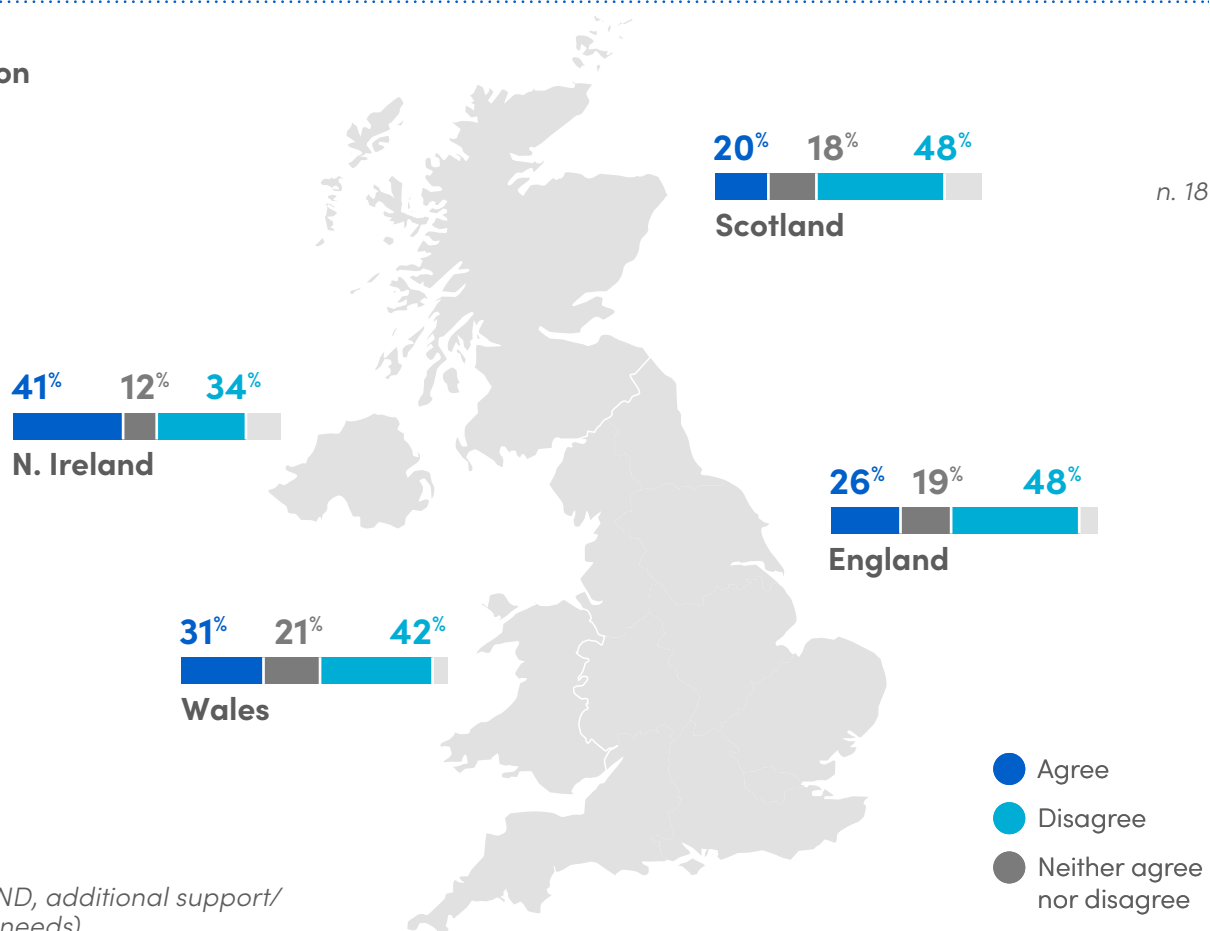 on
20% 18% 48%
Scotland
n. 18
41% 12% 34%
N. Ireland
26% 19% 48%
England
31% 21% 42%
Wales
Agree
Disagree
Neither agree
nor disagree
ND, additional support/
needs)